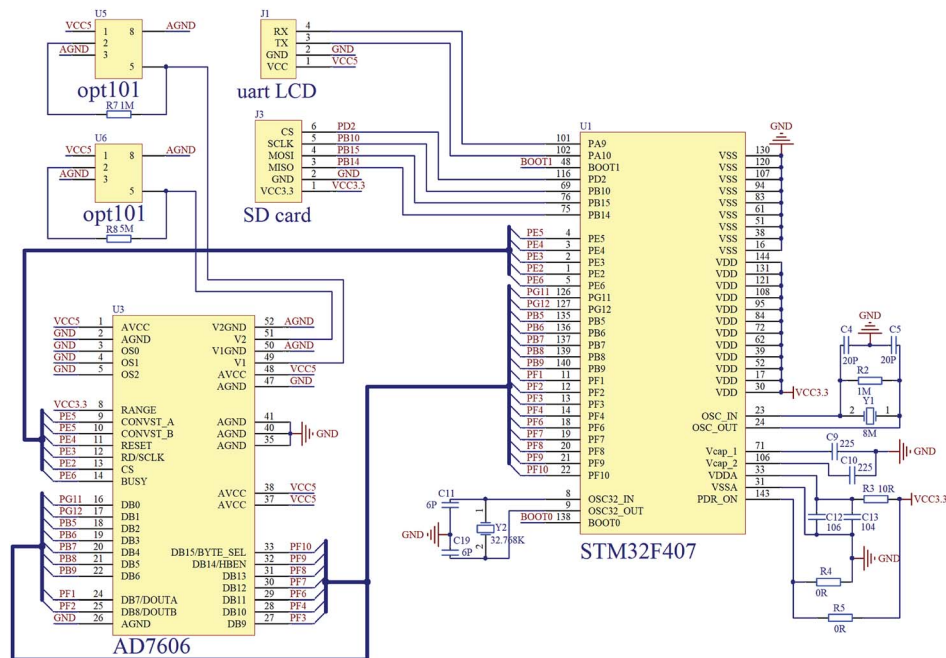 U5
VCC5 1 8 AGND
2
AGND 3
5
opt101
R7 1M
U6
VCC5 1 8 AGND
2
AGND 3
5
opt101
R8 5M
J1
RX 4
TX 3
GND 2 GND
VCC 1 VCC5
uart LCD
J3
CS 6 PD2
SCLK 5 PB10
MOSI 4 PB15
MISO 3 PB14
GND 2 GND
VCC3.3 1 VCC3.3
SD card
U3
VCC5 1 AVCC
GND 2 AGND
GND 3 OS0
GND 4 OS1
GND 5 OS2
VCC3.3 8 RANGE
PE5 9 CONVST_A
PE5 10 CONVST_B
PE4 11 RESET
PE3 12 RD/SCLK
PE2 13 CS
PE6 14 BUSY
PG11 16 DB0
PG12 17 DB1
PB5 18 DB2
PB6 19 DB3
PB7 20 DB4
PB8 21 DB5
PB9 22 DB6
PF1 24 DB7/DOUTA
PF2 25 DB8/DOUTB
GND 26 AGND
V2GND 52 AGND
V2 51
V1GND 50 AGND
V1 49
AVCC 48 VCC5
AGND 47 GND
AGND 41
AGND 40 GND
AGND 35
AVCC 38 VCC5
AVCC 37 VCC5
DB15/BYTE_SEL 33 PF10
DB14/HBEN 32 PF9
DB13 31 PF8
DB12 30 PF7
DB11 29 PF6
DB10 28 PF4
DB9 27 PF3
AD7606
U1
101 PA9
102 PA10
BOOT1 48 BOOT1
116 PD2
69 PB10
76 PB15
75 PB14
PE5 4 PE5
PE4 3 PE4
PE3 2 PE3
PE2 1 PE2
PE6 5 PE6
PG11 126 PG11
PG12 127 PG12
PB5 135 PB5
PB6 136 PB6
PB7 137 PB7
PB8 139 PB8
PB9 140 PB9
PF1 11 PF1
PF2 12 PF2
PF3 13 PF3
PF4 14 PF4
PF6 18 PF6
PF7 19 PF7
PF8 20 PF8
PF9 21 PF9
PF10 22 PF10
8 OSC32_IN
9 OSC32_OUT
BOOT0 138 BOOT0
GND
VSS 130
VSS 120
VSS 107
VSS 94
VSS 83
VSS 61
VSS 51
VSS 38
VSS 16
VDD 144
VDD 131
VDD 121
VDD 108
VDD 95
VDD 84
VDD 72
VDD 62
VDD 39
VDD 52
VDD 17
VDD 30 VCC3.3
OSC_IN 23
OSC_OUT 24
Vcap_1 71
Vcap_2 106
VDDA 33
VSSA 31
PDR_ON 143
STM32F407
C11
6P
GND
C19 6P
1
Y2
32.768K
2
GND
C4 C5
20P 20P
R2
1M
Y1
2 1
8M
C9
225
GND
C10
225
R3 10R VCC3.3
C12 C13
106 104
GND
R4
0R
R5
0R